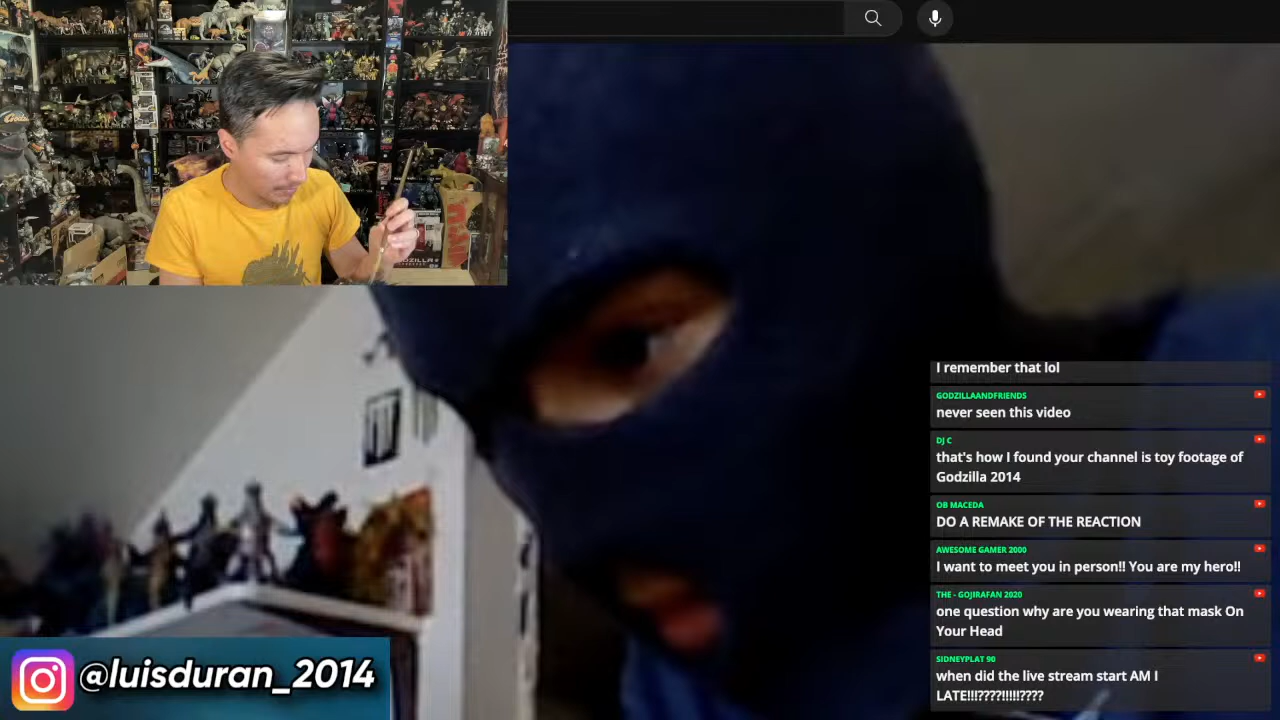 I remember that lol
GODZILLAANDFRIENDS
never seen this video
DJ C
that's how I found your channel is toy footage of
Godzilla 2014
OB MACEDA
DO A REMAKE OF THE REACTION
AWESOME GAMER 2000
I want to meet you in person!! You are my hero!!
THE - GOJIRAFAN 2020
one question why are you wearing that mask On
Your Head
SIDNEYPLAT 90
when did the live stream start AM I
LATE!!!????!!!!!????
@luisduran_2014